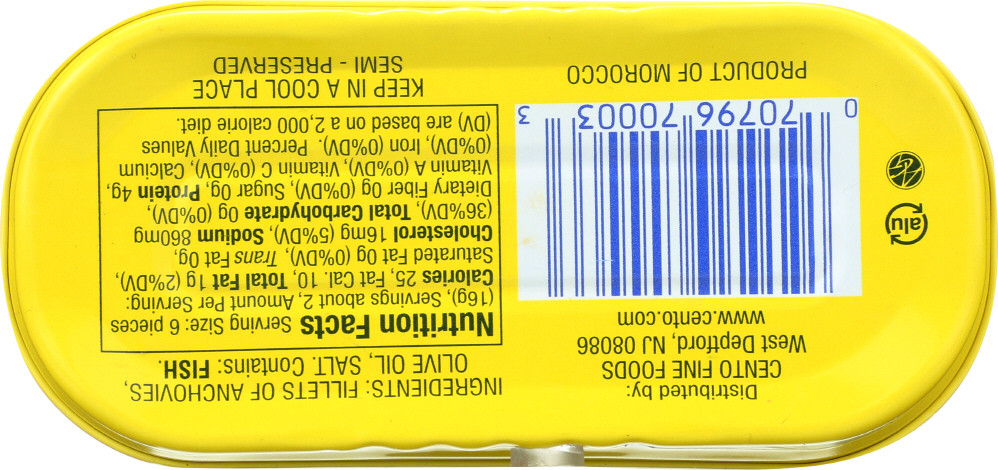 INGREDIENTS: FILLETS OF ANCHOVIES,
OLIVE OIL, SALT. Contains: FISH.
Nutrition Facts Serving Size: 6 pieces
(16g), Servings about 2, Amount Per Serving:
Calories 25, Fat Cal. 10, Total Fat 1g (2%DV),
Saturated Fat 0g (0%DV), Trans Fat 0g,
Cholesterol 16mg (5%DV), Sodium 860mg
(36%DV), Total Carbohydrate 0g (0%DV),
Dietary Fiber 0g (0%DV), Sugar 0g, Protein 4g,
Vitamin A (0%DV), Vitamin C (0%DV), Calcium
(0%DV), Iron (0%DV). Percent Daily Values
(DV) are based on a 2,000 calorie diet.
KEEP IN A COOL PLACE
SEMI - PRESERVED
Distributed by:
CENTO FINE FOODS
West Deptford, NJ 08086
www.cento.com
0 70796 70003 3
PRODUCT OF MOROCCO
alu